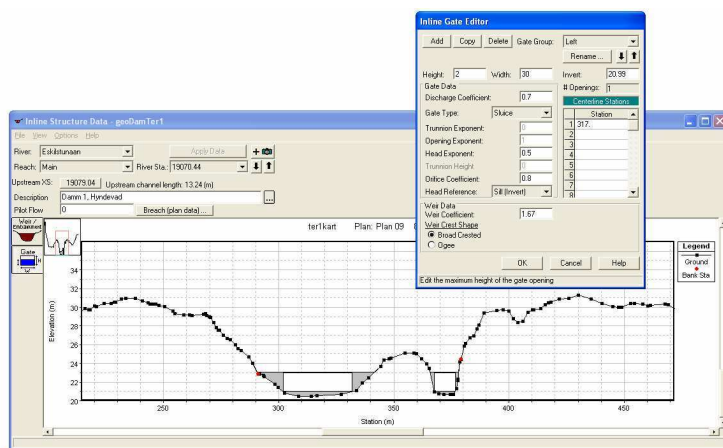 Inline Gate Editor
Add Copy Delete Gate Group: Left
Rename ...
Height: 2 Width: 30 Invert: 20.99
Gate Data # Openings: 1
Discharge Coefficient: 0.7 Centerline Stations
Station
Gate Type: Sluice 1 317.
Trunnion Exponent: 0 2
Opening Exponent: 1 3
Head Exponent: 0.5 4
Trunnion Height 0 5
Orifice Coefficient: 0.8 6
7
Head Reference: Sill (Invert) 8
Weir Data
Weir Coefficient: 1.67
Weir Crest Shape
Broad Crested
Ogee
OK Cancel Help
Edit the maximum height of the gate opening
Inline Structure Data - geoDamTer1
File View Options Help
River: Eskilstunaan Apply Data
Reach: Main River Sta.: 19070.44
Upstream XS: 19079.04 Upstream channel length: 13.24 (m)
Description Damm 1, Hyndevad ...
Pilot Flow 0 Breach (plan data) ...
Weir / Embankment
Gate
ter1kart Plan: Plan 09
Legend
Ground
Bank Sta
Elevation (m)
34
32
30
28
26
24
22
20
250 300 350 400 450
Station (m)